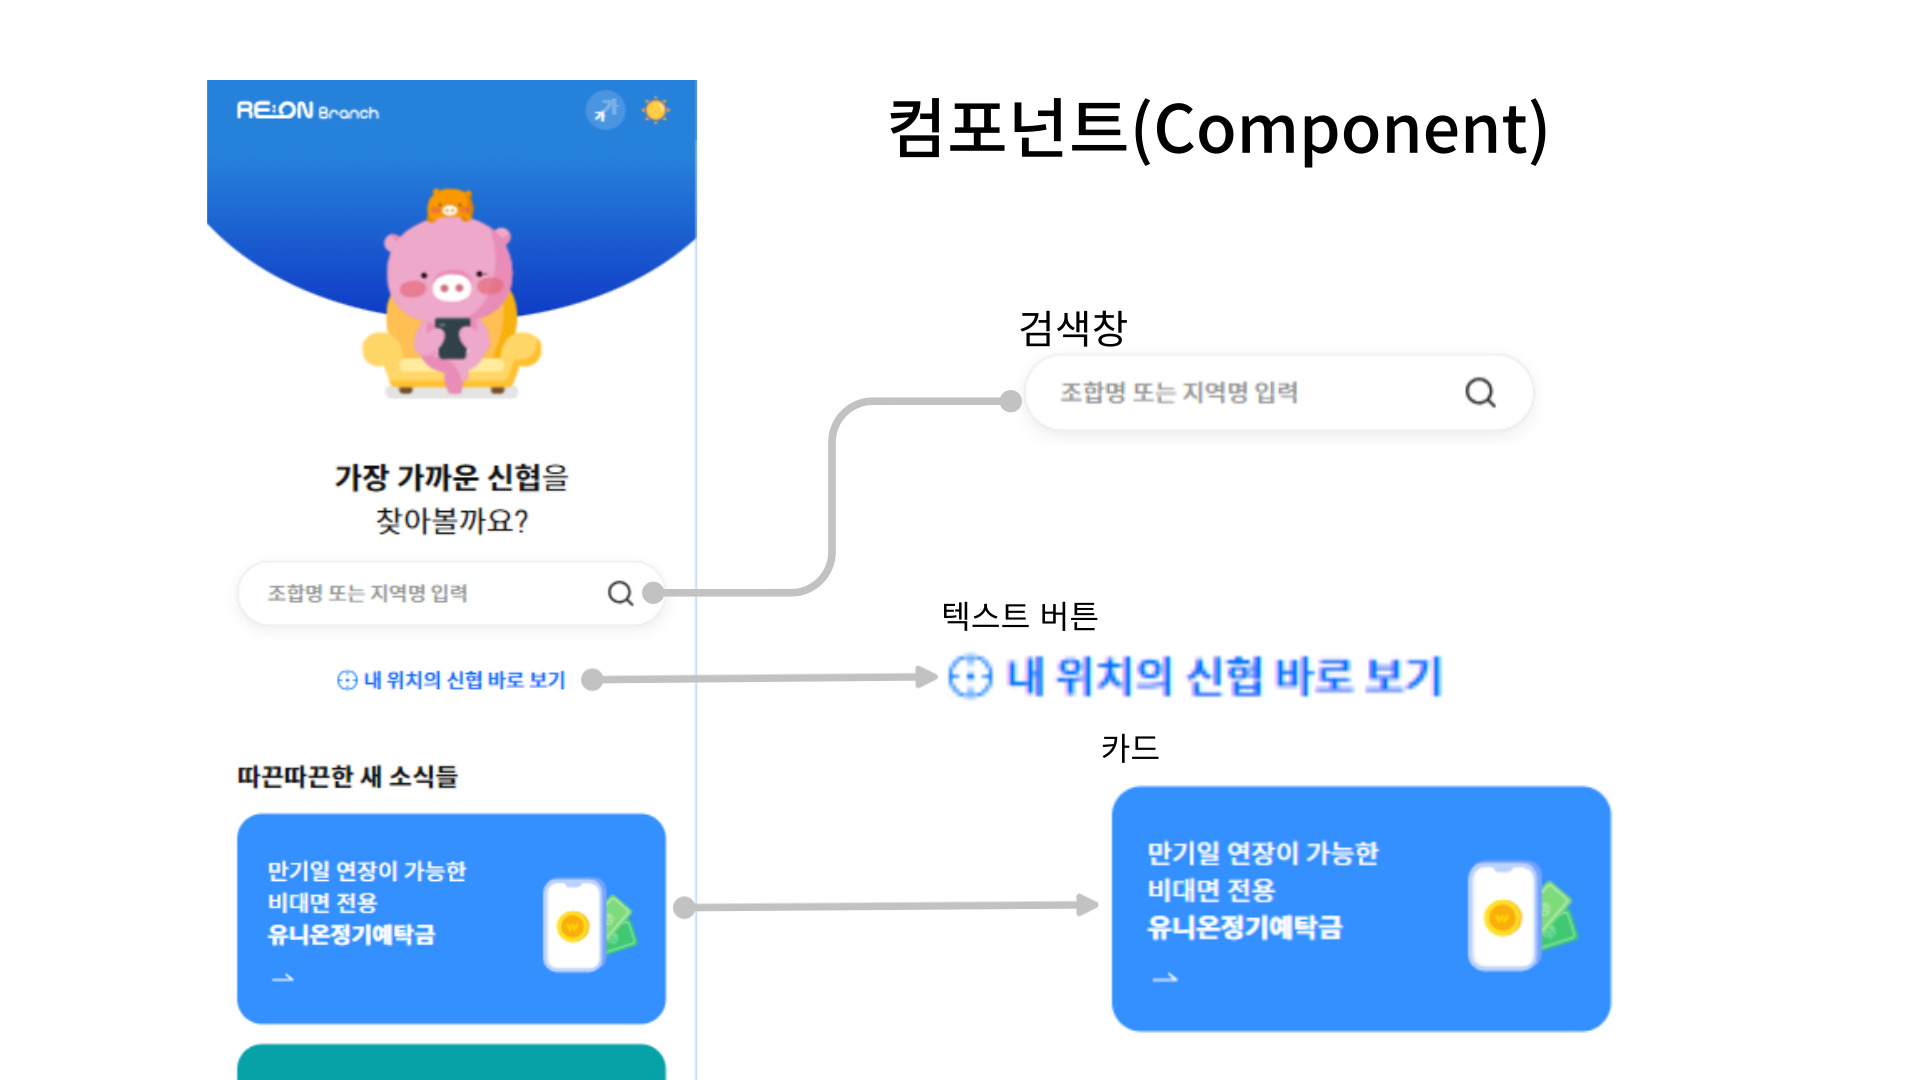 RE:ON Branch
가
컴포넌트(Component)
가장 가까운 신협을
찾아볼까요?
조합명 또는 지역명 입력
내 위치의 신협 바로 보기
따끈따끈한 새 소식들
만기일 연장이 가능한
비대면 전용
유니온정기예탁금
검색창
조합명 또는 지역명 입력
텍스트 버튼
내 위치의 신협 바로 보기
카드
만기일 연장이 가능한
비대면 전용
유니온정기예탁금